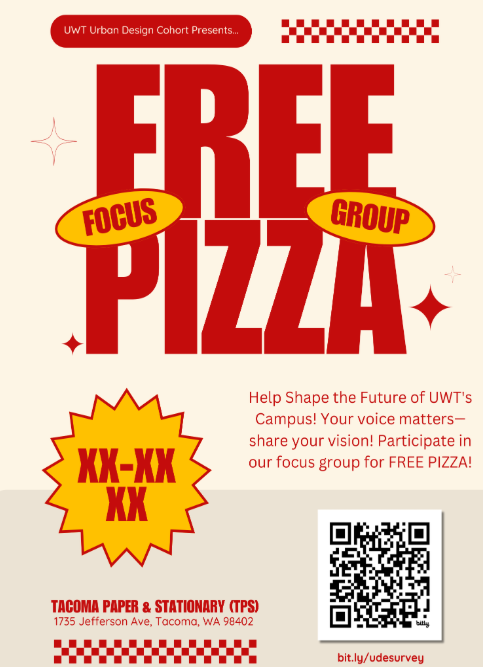 UWT Urban Design Cohort Presents...
FREE
FOCUS
GROUP
PIZZA
Help Shape the Future of UWT's
Campus! Your voice matters—
share your vision! Participate in
our focus group for FREE PIZZA!
XX-XX
XX
bitly
TACOMA PAPER & STATIONARY (TPS)
1735 Jefferson Ave, Tacoma, WA 98402
bit.ly/udesurvey